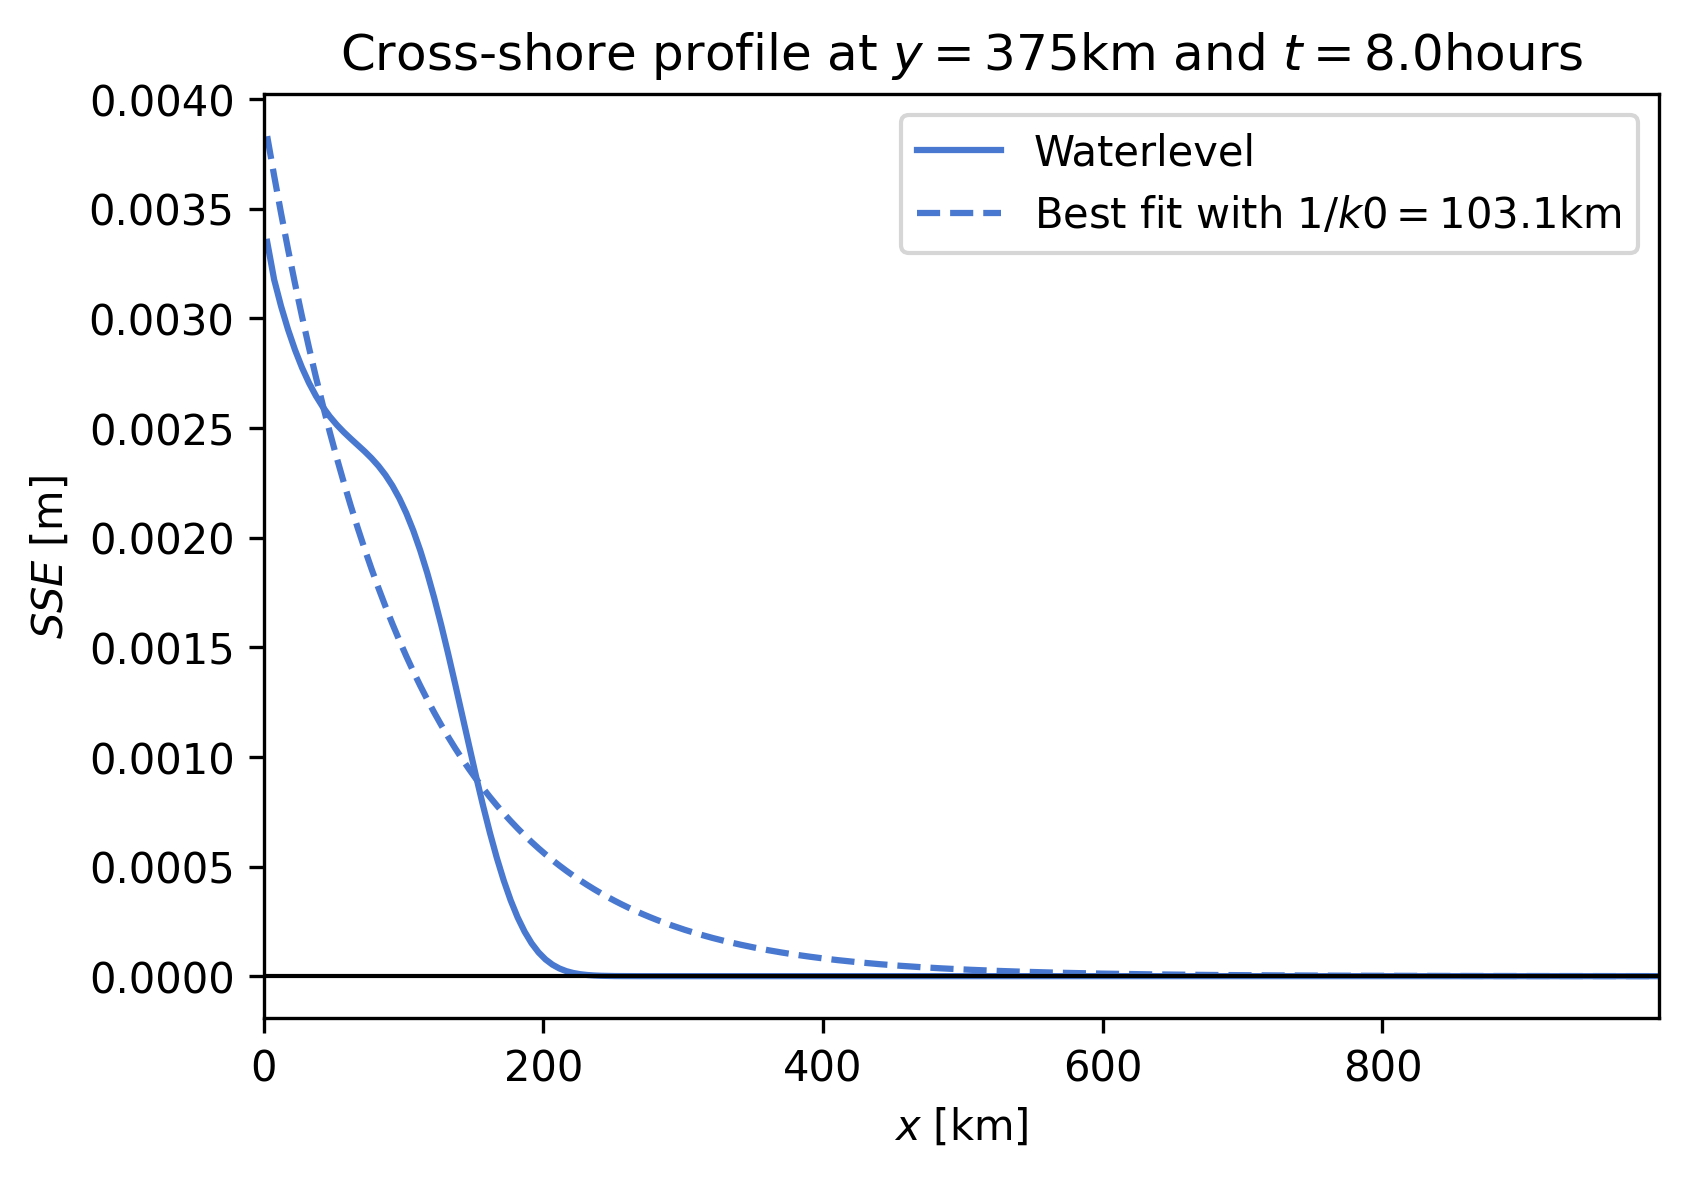 Cross-shore profile at y = 375km and t = 8.0hours
0.0040
0.0035
0.0030
0.0025
0.0020
0.0015
0.0010
0.0005
0.0000
SSE [m]
Waterlevel
Best fit with 1/k0 = 103.1km
0
200
400
600
800
x [km]